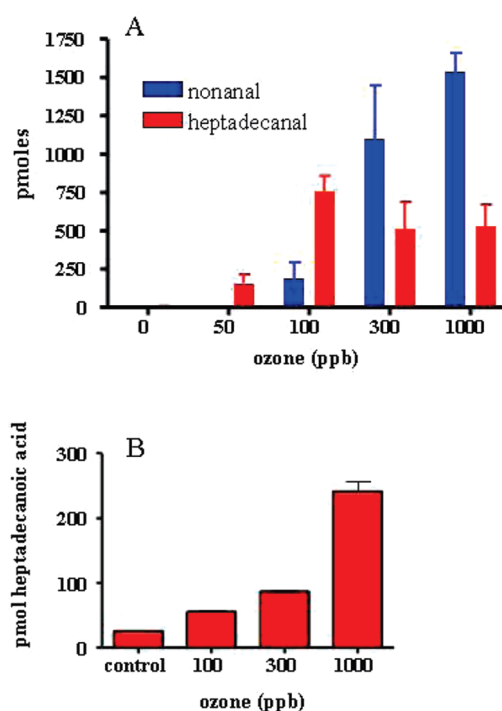 A
1750
1500
1250
1000
750
500
250
0
pmoles
nonanal
heptadecanal
0 50 100 300 1000
ozone (ppb)
B
300
200
100
0
pmol heptadecanoic acid
control 100 300 1000
ozone (ppb)